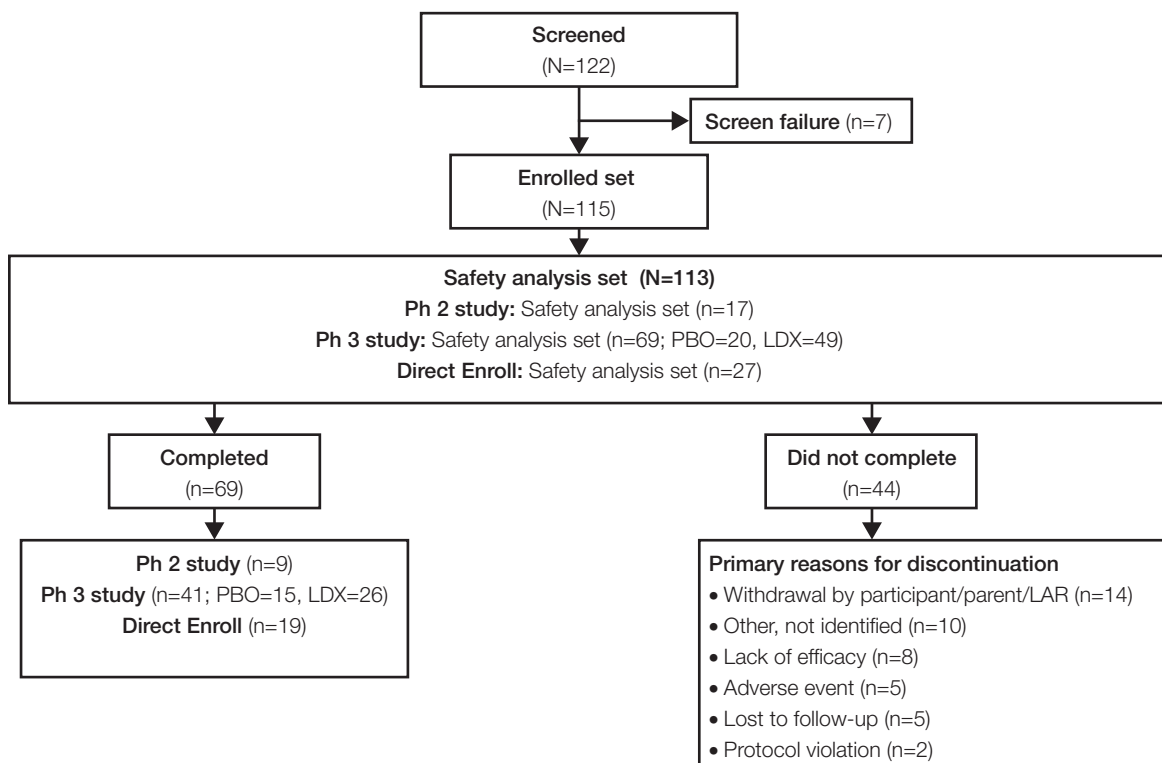 Screened
(N=122)
Screen failure (n=7)
Enrolled set
(N=115)
Safety analysis set (N=113)
Ph 2 study: Safety analysis set (n=17)
Ph 3 study: Safety analysis set (n=69; PBO=20, LDX=49)
Direct Enroll: Safety analysis set (n=27)
Completed
(n=69)
Did not complete
(n=44)
Ph 2 study (n=9)
Ph 3 study (n=41; PBO=15, LDX=26)
Direct Enroll (n=19)
Primary reasons for discontinuation
• Withdrawal by participant/parent/LAR (n=14)
• Other, not identified (n=10)
• Lack of efficacy (n=8)
• Adverse event (n=5)
• Lost to follow-up (n=5)
• Protocol violation (n=2)